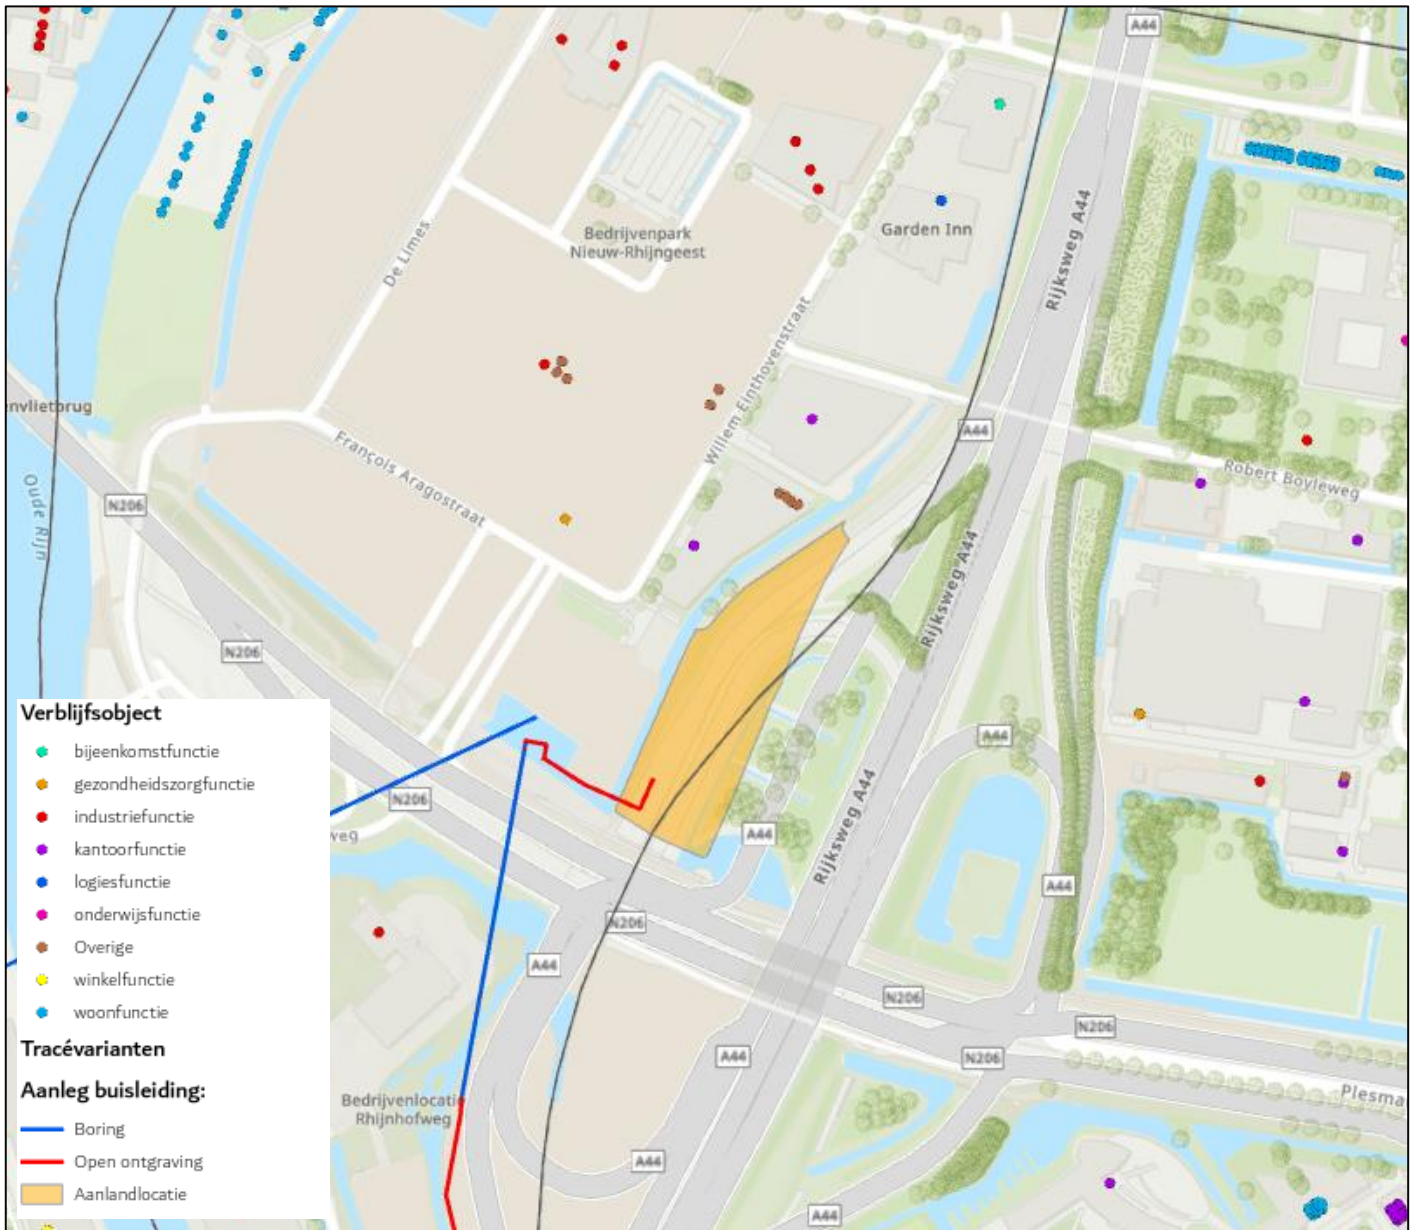 A44
Rijksweg A44
De Limes
Bedrijvenpark
Nieuw-Rhijngeest
Garden Inn
Willem Einthovenstraat
nvlietbrug
François Aragostraat
A44
Robert Boyleweg
Oude Rijn
N206
Rijksweg A44
N206
A44
N206
weg
A44
Rijksweg A44
A44
N206
A44
N206
N206
A44
N206
Plesma
Bedrijvenlocatie
Rhijnhofweg
A44
A44
Verblijfsobject
bijeenkomstfunctie
gezondheidszorgfunctie
industriefunctie
kantoorfunctie
logiesfunctie
onderwijsfunctie
Overige
winkelfunctie
woonfunctie
Tracévarianten
Aanleg buisleiding:
Boring
Open ontgraving
Aanlandlocatie